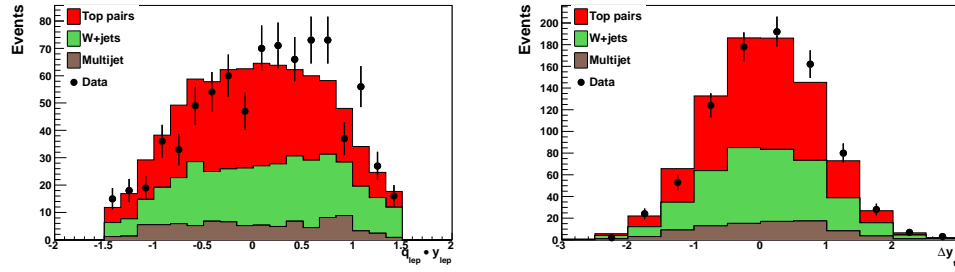 Events
80
70
60
50
40
30
20
10
0
Top pairs
W+jets
Multijet
Data
-2 -1.5 -1 -0.5 0 0.5 1 1.5 2
q_lep • y_lep
Events
200
180
160
140
120
100
80
60
40
20
0
Top pairs
W+jets
Multijet
Data
-3 -2 -1 0 1 2
Δy